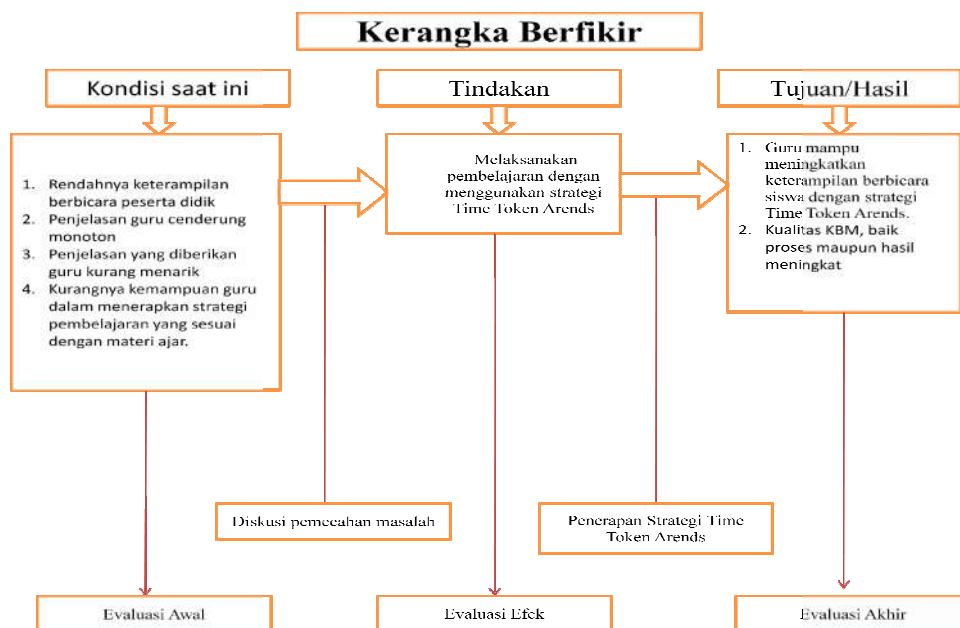 Kerangka Berfikir
Kondisi saat ini
Tindakan
Tujuan/Hasil
1. Rendahnya keterampilan
berbicara peserta didik
2. Penjelasan guru cenderung
monoton
3. Penjelasan yang diberikan
guru kurang menarik
4. Kurangnya kemampuan guru
dalam menerapkan strategi
pembelajaran yang sesuai
dengan materi ajar.
Melaksanakan
pembelajaran dengan
menggunakan strategi
Time Token Arends
1. Guru mampu
meningkatkan
keterampilan berbicara
siswa dengan strategi
Time Token Arends.
2. Kualitas KBM, baik
proses maupun hasil
meningkat
Diskusi pemecahan masalah
Penerapan Strategi Time
Token Arends
Evaluasi Awal
Evaluasi Efek
Evaluasi Akhir